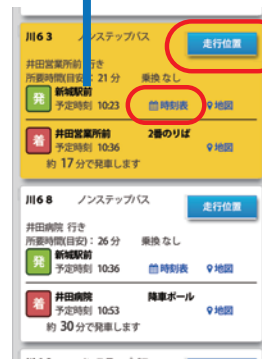 川63 ノンステップバス 走行位置
井田営業所前 行き
所要時間(目安): 21分 乗換なし
発 新城駅前
予定時刻 10:23 時刻表 地図
着 井田営業所前 2番のりば
予定時刻 10:36 地図
約 17分で発車します
川68 ノンステップバス 走行位置
井田病院 行き
所要時間(目安): 26分 乗換なし
発 新城駅前
予定時刻 10:36 時刻表 地図
着 井田病院 降車ポール
予定時刻 10:53 地図
約 30分で発車します